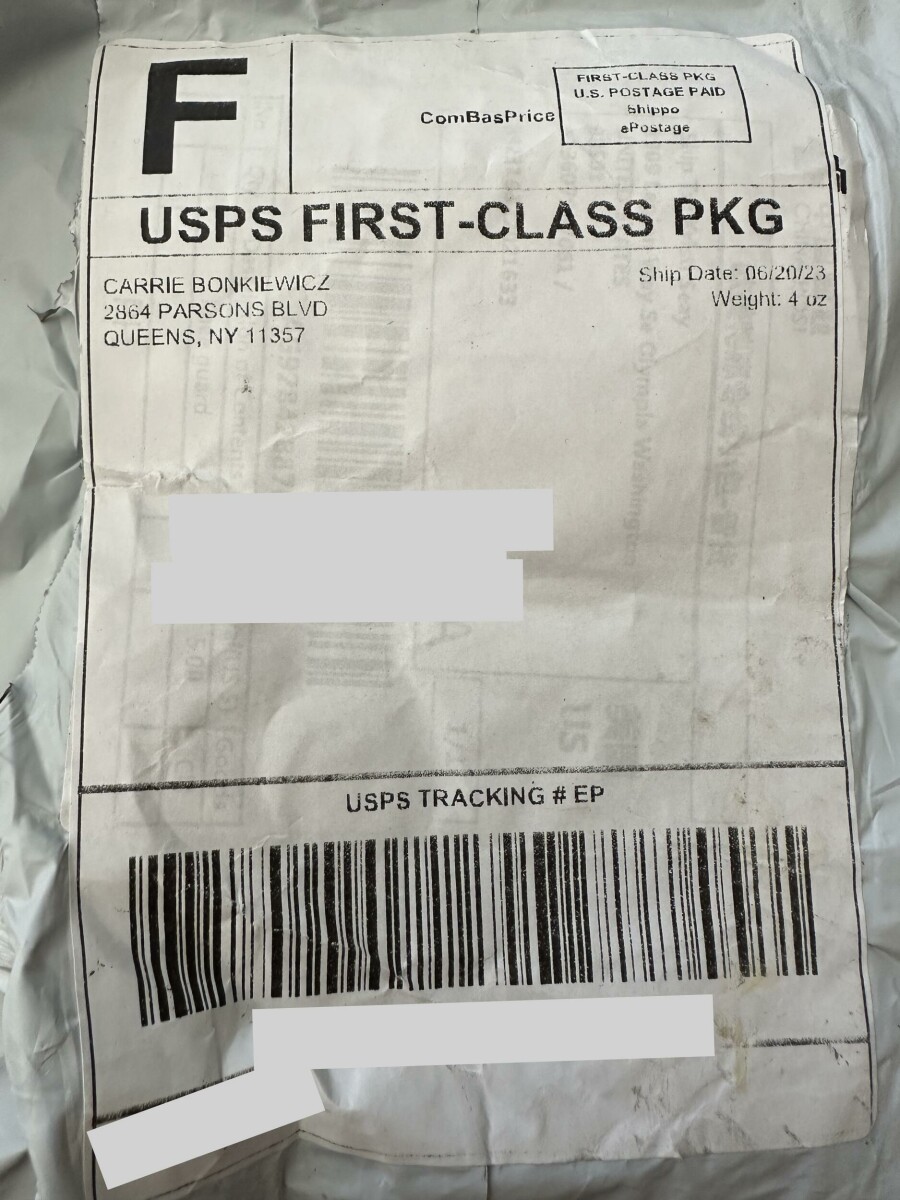 F
ComBasPrice
FIRST-CLASS PKG
U.S. POSTAGE PAID
Shippo
ePostage
USPS FIRST-CLASS PKG
CARRIE BONKIEWICZ
2864 PARSONS BLVD
QUEENS, NY 11357
Ship Date: 06/20/23
Weight: 4 oz
USPS TRACKING # EP